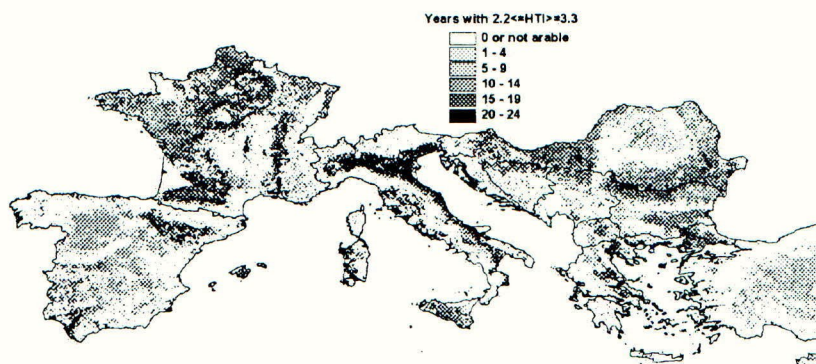 Years with 2.2<=HTI>=3.3
0 or not arable
1 - 4
5 - 9
10 - 14
15 - 19
20 - 24